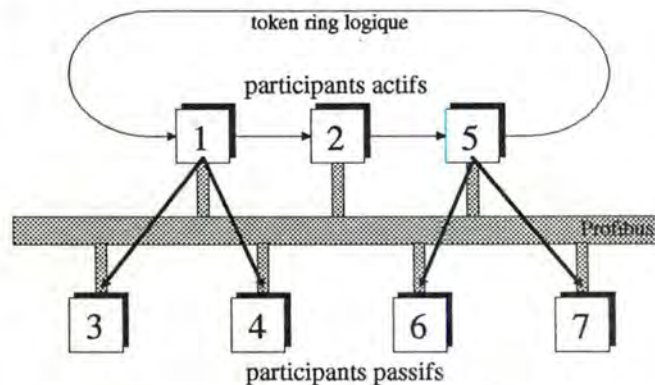 token ring logique
participants actifs
1 2 5
Profibus
3 4 6 7
participants passifs